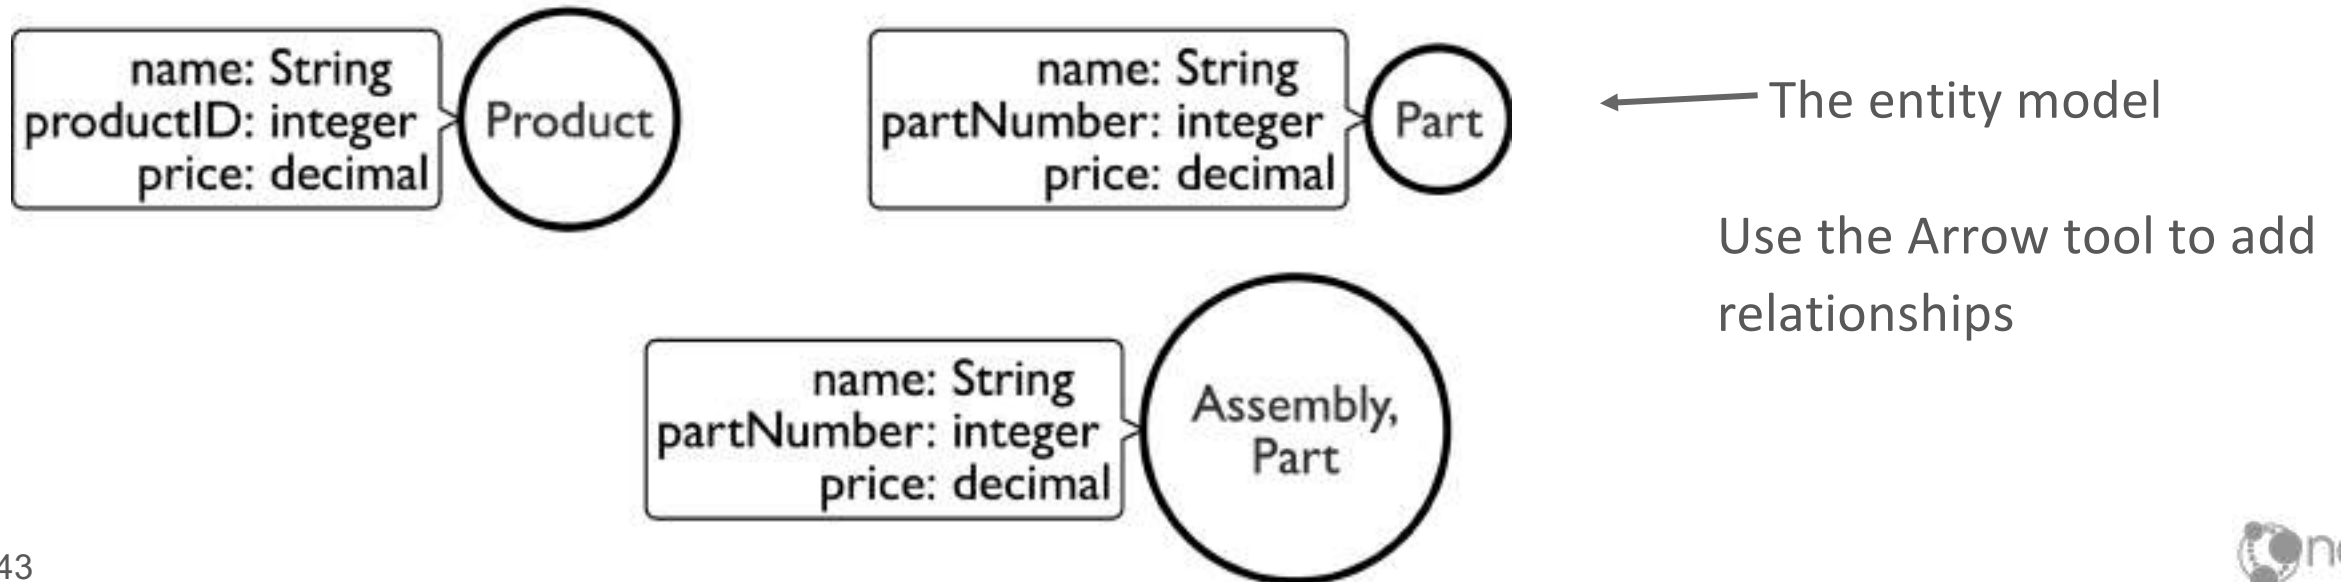 name: String
productID: integer
price: decimal
Product
name: String
partNumber: integer
price: decimal
Part
The entity model
Use the Arrow tool to add
relationships
name: String
partNumber: integer
price: decimal
Assembly,
Part
43